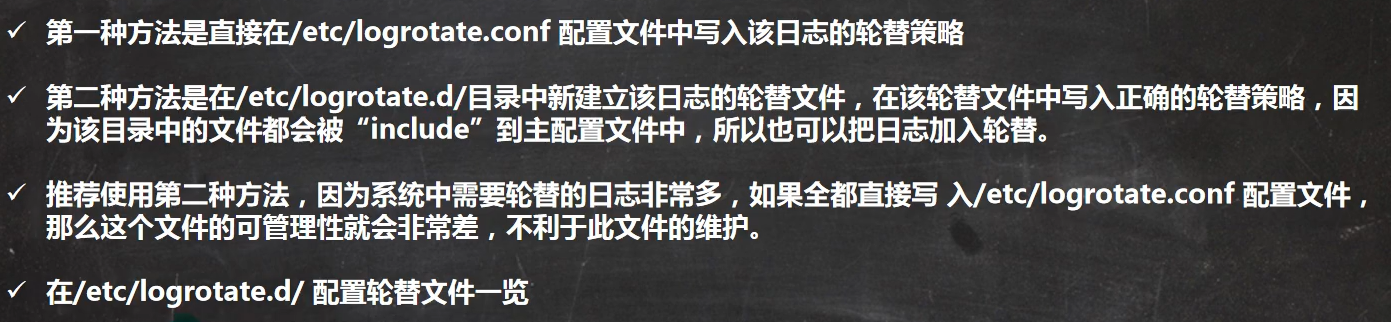 ✓ 第一种方法是直接在/etc/logrotate.conf 配置文件中写入该日志的轮替策略
✓ 第二种方法是在/etc/logrotate.d/目录中新建立该日志的轮替文件，在该轮替文件中写入正确的轮替策略，因
为该目录中的文件都会被“include”到主配置文件中，所以也可以把日志加入轮替。
✓ 推荐使用第二种方法，因为系统中需要轮替的日志非常多，如果全都直接写 入/etc/logrotate.conf 配置文件，
那么这个文件的可管理性就会非常差，不利于此文件的维护。
✓ 在/etc/logrotate.d/ 配置轮替文件一览